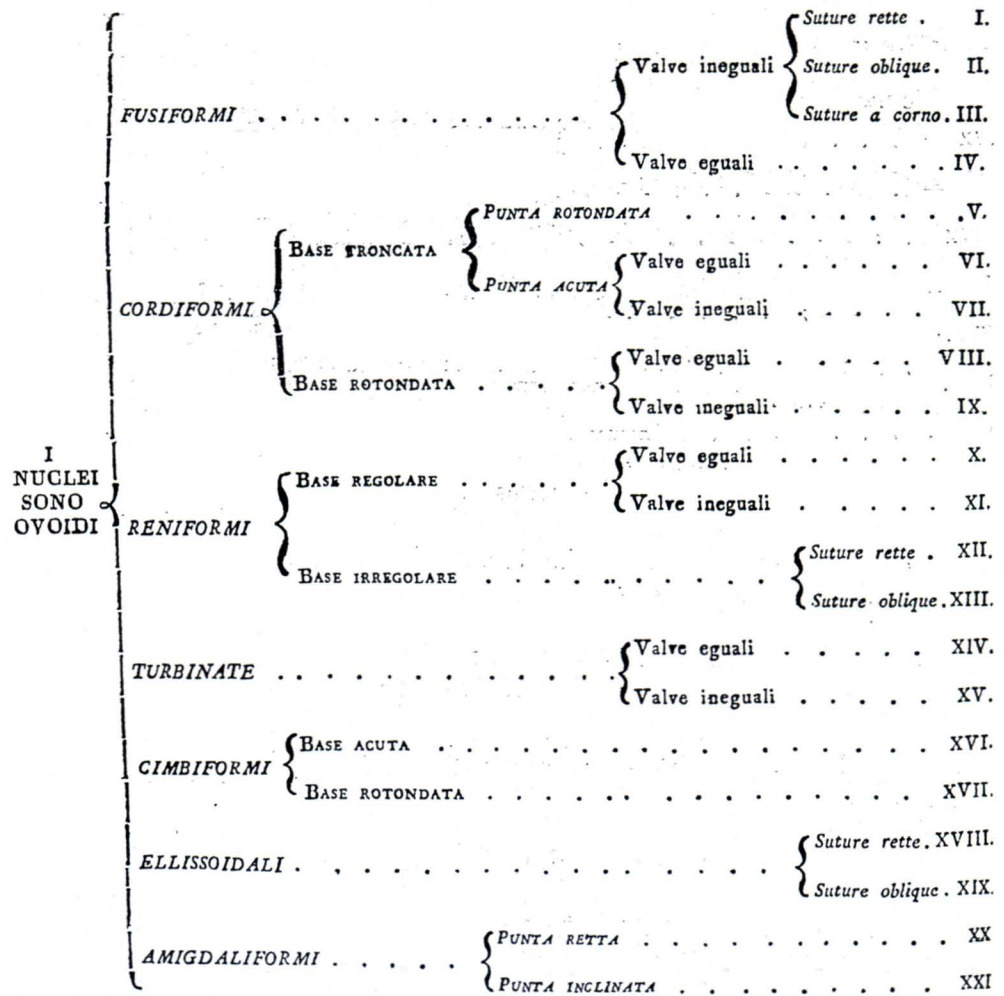 Suture rette . I.
Valve ineguali Suture oblique. II.
Suture a corno. III.
FUSIFORMI . . . . . . . . . . . .
Valve eguali . . . . . . . IV.
PUNTA ROTONDATA . . . . . . . . . . V.
BASE TRONCATA
Valve eguali . . . . . . VI.
PUNTA ACUTA
Valve ineguali . . . . . VII.
CORDIFORMI
Valve eguali . . . . VIII.
BASE ROTONDATA . . . . .
Valve ineguali . . . . . IX.
Valve eguali . . . . . X.
BASE REGOLARE . . . . . .
Valve ineguali . . . . . XI.
I
NUCLEI
SONO
OVOIDI
RENIFORMI
Suture rette . XII.
BASE IRREGOLARE . . . . . . . . . .
Suture oblique. XIII.
Valve eguali . . . . . XIV.
TURBINATE . . . . . . . . . . . .
Valve ineguali . . . . . XV.
BASE ACUTA . . . . . . . . . . . . . . . XVI.
CIMBIFORMI
BASE ROTONDATA . . . . . . . . . . . . . . XVII.
Suture rette. XVIII.
ELLISSOIDALI . . . . . . . . . . . . . . . .
Suture oblique . XIX.
PUNTA RETTA . . . . . . . . . . . XX
AMIGDALIFORMI . . . . .
PUNTA INCLINATA . . . . . . . . . XXI